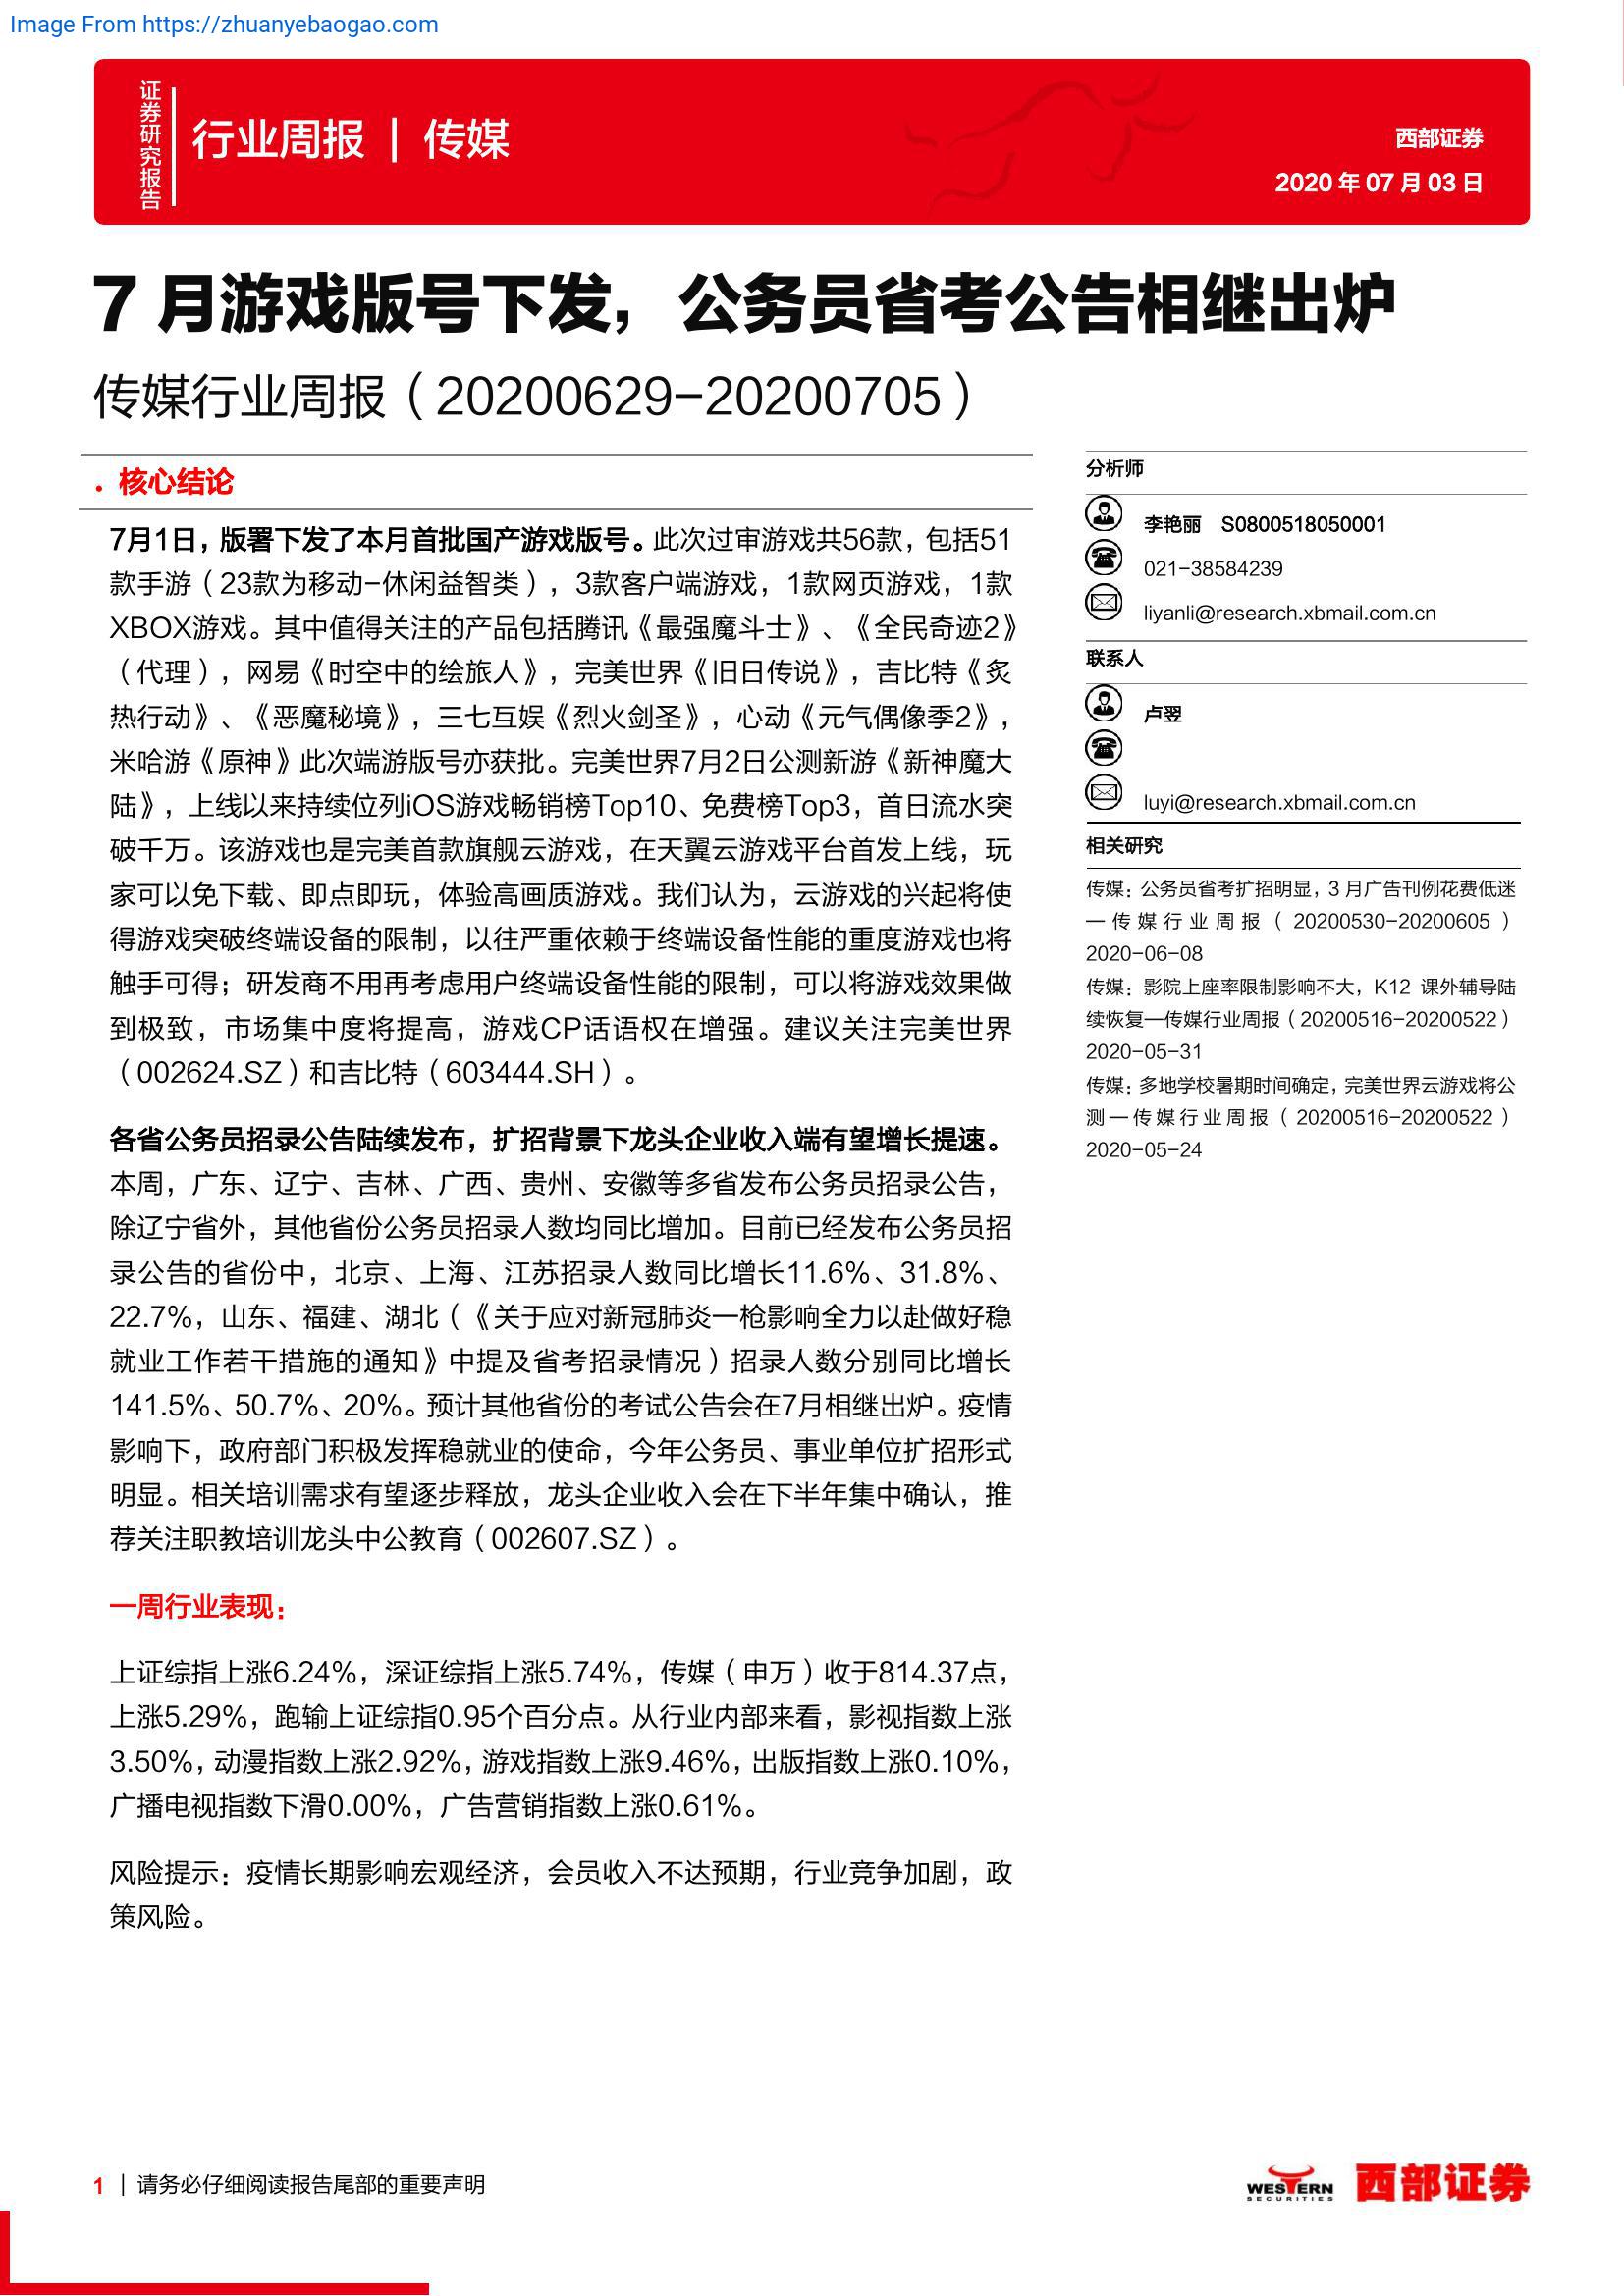 Image From https://zhuanyebaogao.com
证券研究报告
行业周报 | 传媒
西部证券
2020 年 07 月 03 日
7 月游戏版号下发，公务员省考公告相继出炉
传媒行业周报（20200629-20200705）
核心结论
7月1日，版署下发了本月首批国产游戏版号。此次过审游戏共56款，包括51
款手游（23款为移动-休闲益智类），3款客户端游戏，1款网页游戏，1款
XBOX游戏。其中值得关注的产品包括腾讯《最强魔斗士》、《全民奇迹2》
（代理），网易《时空中的绘旅人》，完美世界《旧日传说》，吉比特《炙
热行动》、《恶魔秘境》，三七互娱《烈火剑圣》，心动《元气偶像季2》，
米哈游《原神》此次端游版号亦获批。完美世界7月2日公测新游《新神魔大
陆》，上线以来持续位列iOS游戏畅销榜Top10、免费榜Top3，首日流水突
破千万。该游戏也是完美首款旗舰云游戏，在天翼云游戏平台首发上线，玩
家可以免下载、即点即玩，体验高画质游戏。我们认为，云游戏的兴起将使
得游戏突破终端设备的限制，以往严重依赖于终端设备性能的重度游戏也将
触手可得；研发商不用再考虑用户终端设备性能的限制，可以将游戏效果做
到极致，市场集中度将提高，游戏CP话语权在增强。建议关注完美世界
（002624.SZ）和吉比特（603444.SH）。
各省公务员招录公告陆续发布，扩招背景下龙头企业收入端有望增长提速。
本周，广东、辽宁、吉林、广西、贵州、安徽等多省发布公务员招录公告，
除辽宁省外，其他省份公务员招录人数均同比增加。目前已经发布公务员招
录公告的省份中，北京、上海、江苏招录人数同比增长11.6%、31.8%、
22.7%，山东、福建、湖北（《关于应对新冠肺炎一枪影响全力以赴做好稳
就业工作若干措施的通知》中提及省考招录情况）招录人数分别同比增长
141.5%、50.7%、20%。预计其他省份的考试公告会在7月相继出炉。疫情
影响下，政府部门积极发挥稳就业的使命，今年公务员、事业单位扩招形式
明显。相关培训需求有望逐步释放，龙头企业收入会在下半年集中确认，推
荐关注职教培训龙头中公教育（002607.SZ）。
一周行业表现：
上证综指上涨6.24%，深证综指上涨5.74%，传媒（申万）收于814.37点，
上涨5.29%，跑输上证综指0.95个百分点。从行业内部来看，影视指数上涨
3.50%，动漫指数上涨2.92%，游戏指数上涨9.46%，出版指数上涨0.10%，
广播电视指数下滑0.00%，广告营销指数上涨0.61%。
风险提示：疫情长期影响宏观经济，会员收入不达预期，行业竞争加剧，政
策风险。
分析师
李艳丽 S0800518050001
021-38584239
liyanli@research.xbmail.com.cn
联系人
卢翌
luyi@research.xbmail.com.cn
相关研究
传媒：公务员省考扩招明显，3 月广告刊例花费低迷
—传媒行业周报（20200530-20200605）
2020-06-08
传媒：影院上座率限制影响不大，K12 课外辅导陆
续恢复—传媒行业周报（20200516-20200522）
2020-05-31
传媒：多地学校暑期时间确定，完美世界云游戏将公
测—传媒行业周报（20200516-20200522）
2020-05-24
1 | 请务必仔细阅读报告尾部的重要声明
WESTERN
SECURITIES
西部证券